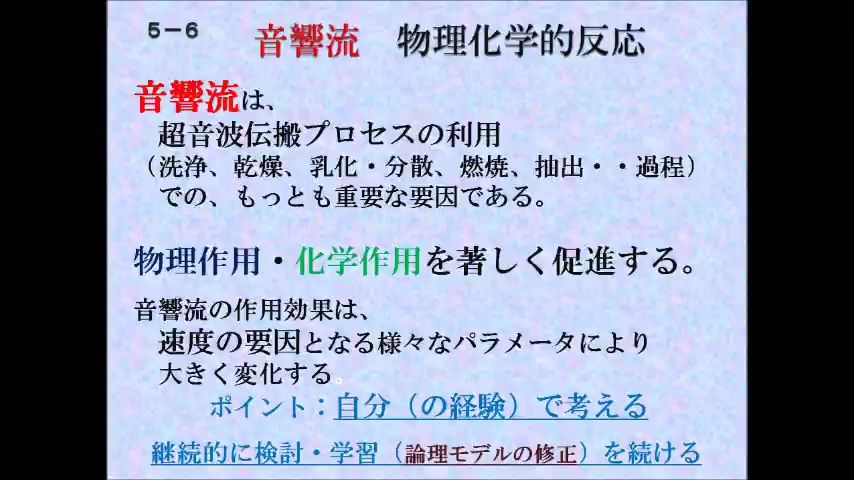 5－6
音響流　物理化学的反応
音響流は、
超音波伝搬プロセスの利用
（洗浄、乾燥、乳化・分散、燃焼、抽出・・過程）
での、もっとも重要な要因である。
物理作用・化学作用を著しく促進する。
音響流の作用効果は、
速度の要因となる様々なパラメータにより
大きく変化する。
ポイント：自分（の経験）で考える
継続的に検討・学習（論理モデルの修正）を続ける